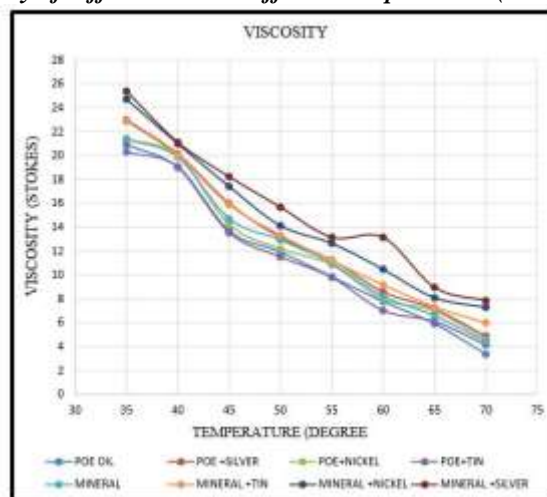 VISCOSITY
VISCOSITY (STOKES)
28
26
24
22
20
18
16
14
12
10
8
6
4
2
0
30 35 40 45 50 55 60 65 70 75
TEMPERATURE (DEGREE
POE OIL POE +SILVER POE+NICKEL POE+TIN
MINERAL MINERAL +TIN MINERAL +NICKEL MINERAL +SILVER